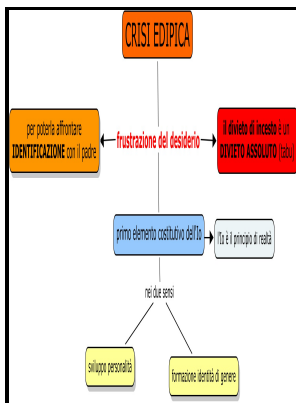 CRISI EDIPICA
per poterla affrontare
IDENTIFICAZIONE con il padre
frustrazione del desiderio
il divieto di incesto è un
DIVIETO ASSOLUTO (tabù)
primo elemento costitutivo dell'Io
l'Io è il principio di realtà
nei due sensi
sviluppo personalità
formazione identità di genere